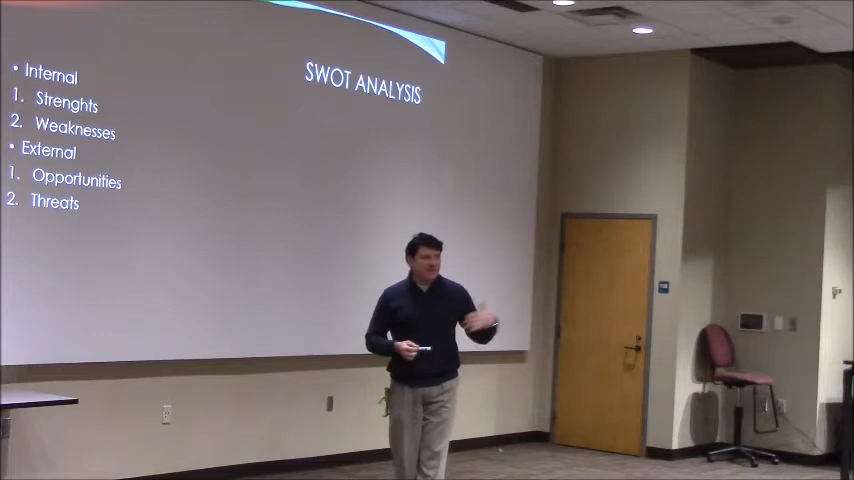 SWOT ANALYSIS
• Internal
1. Strenghts
2. Weaknesses
• External
1. Opportunities
2. Threats